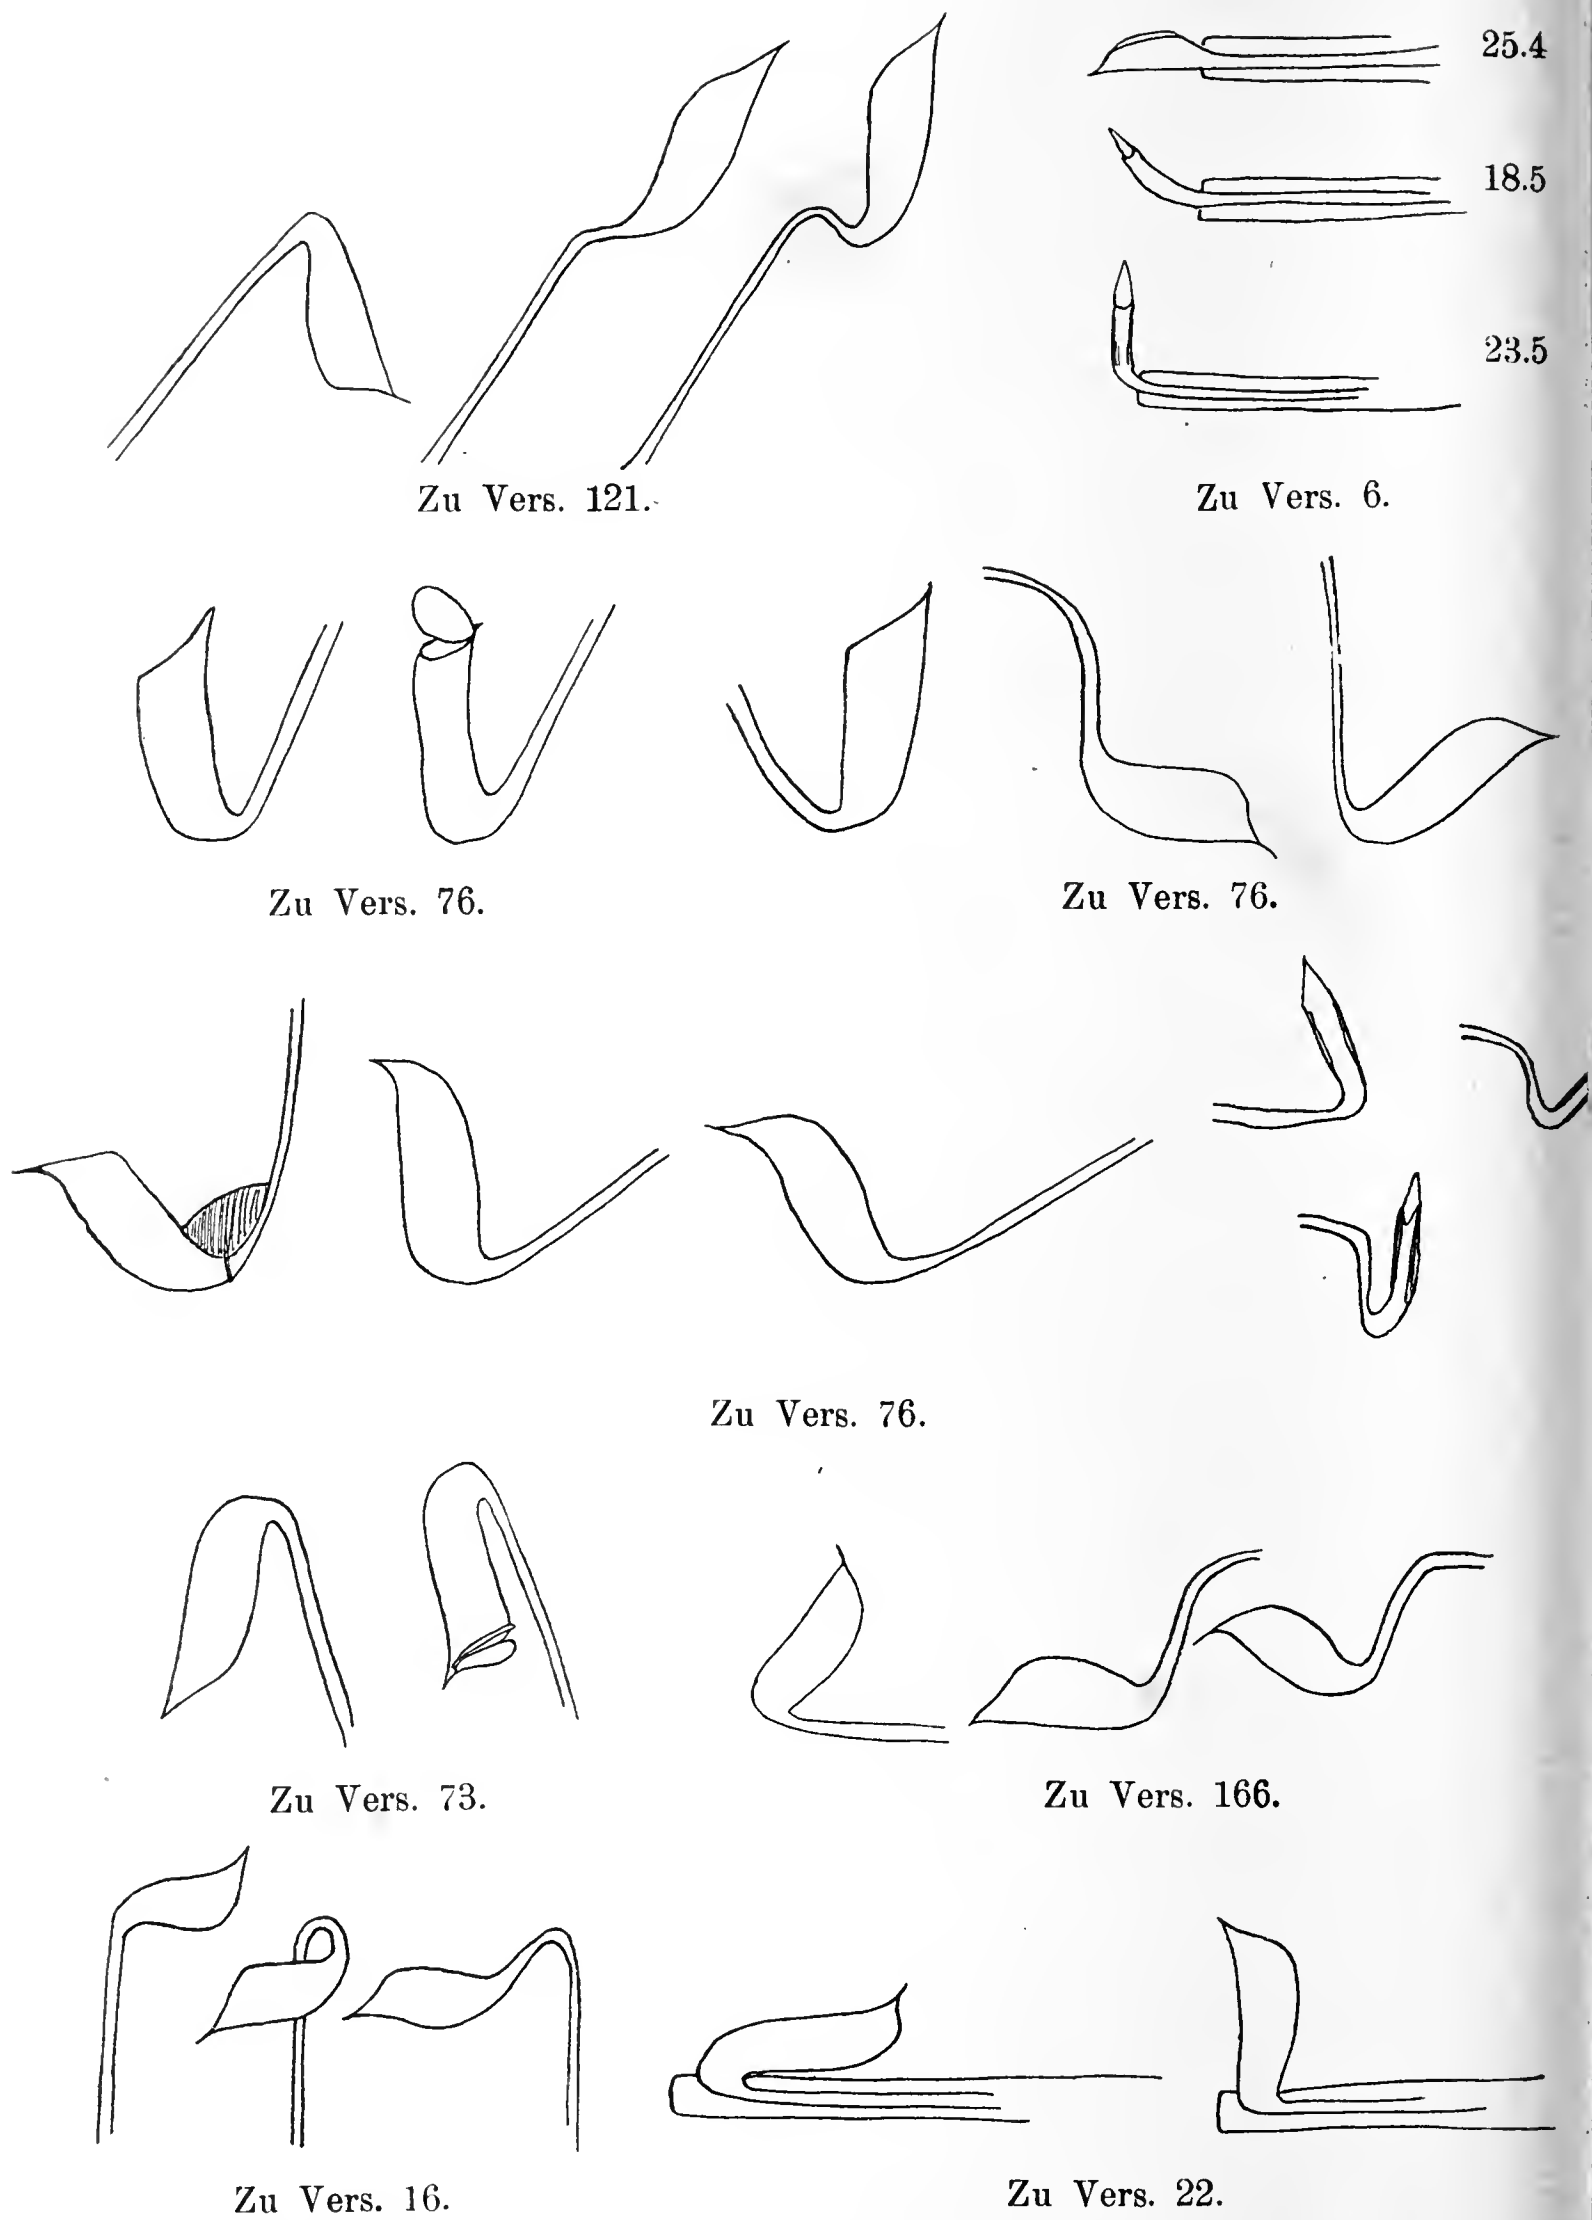 25.4
18.5
23.5
Zu Vers. 121.
Zu Vers. 6.
Zu Vers. 76.
Zu Vers. 76.
Zu Vers. 76.
Zu Vers. 73.
Zu Vers. 166.
Zu Vers. 16.
Zu Vers. 22.